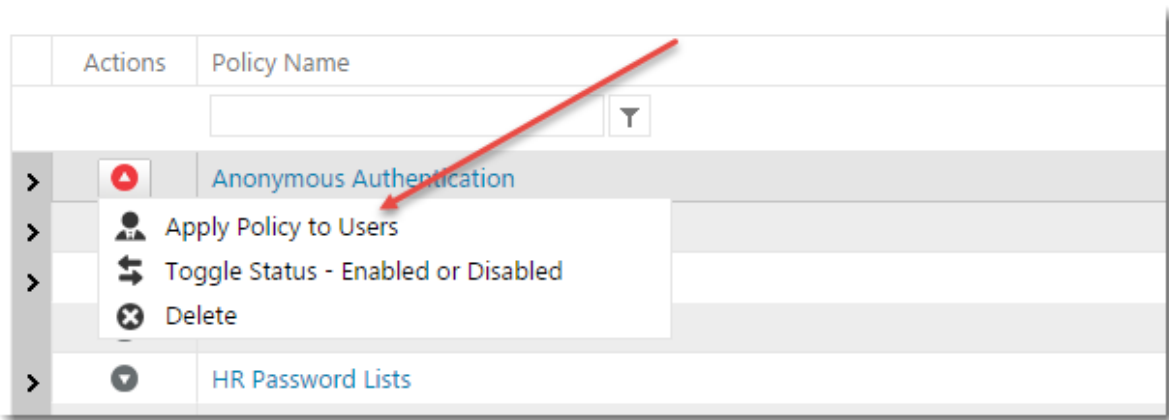 Actions Policy Name
Anonymous Authentication
Apply Policy to Users
Toggle Status - Enabled or Disabled
Delete
HR Password Lists